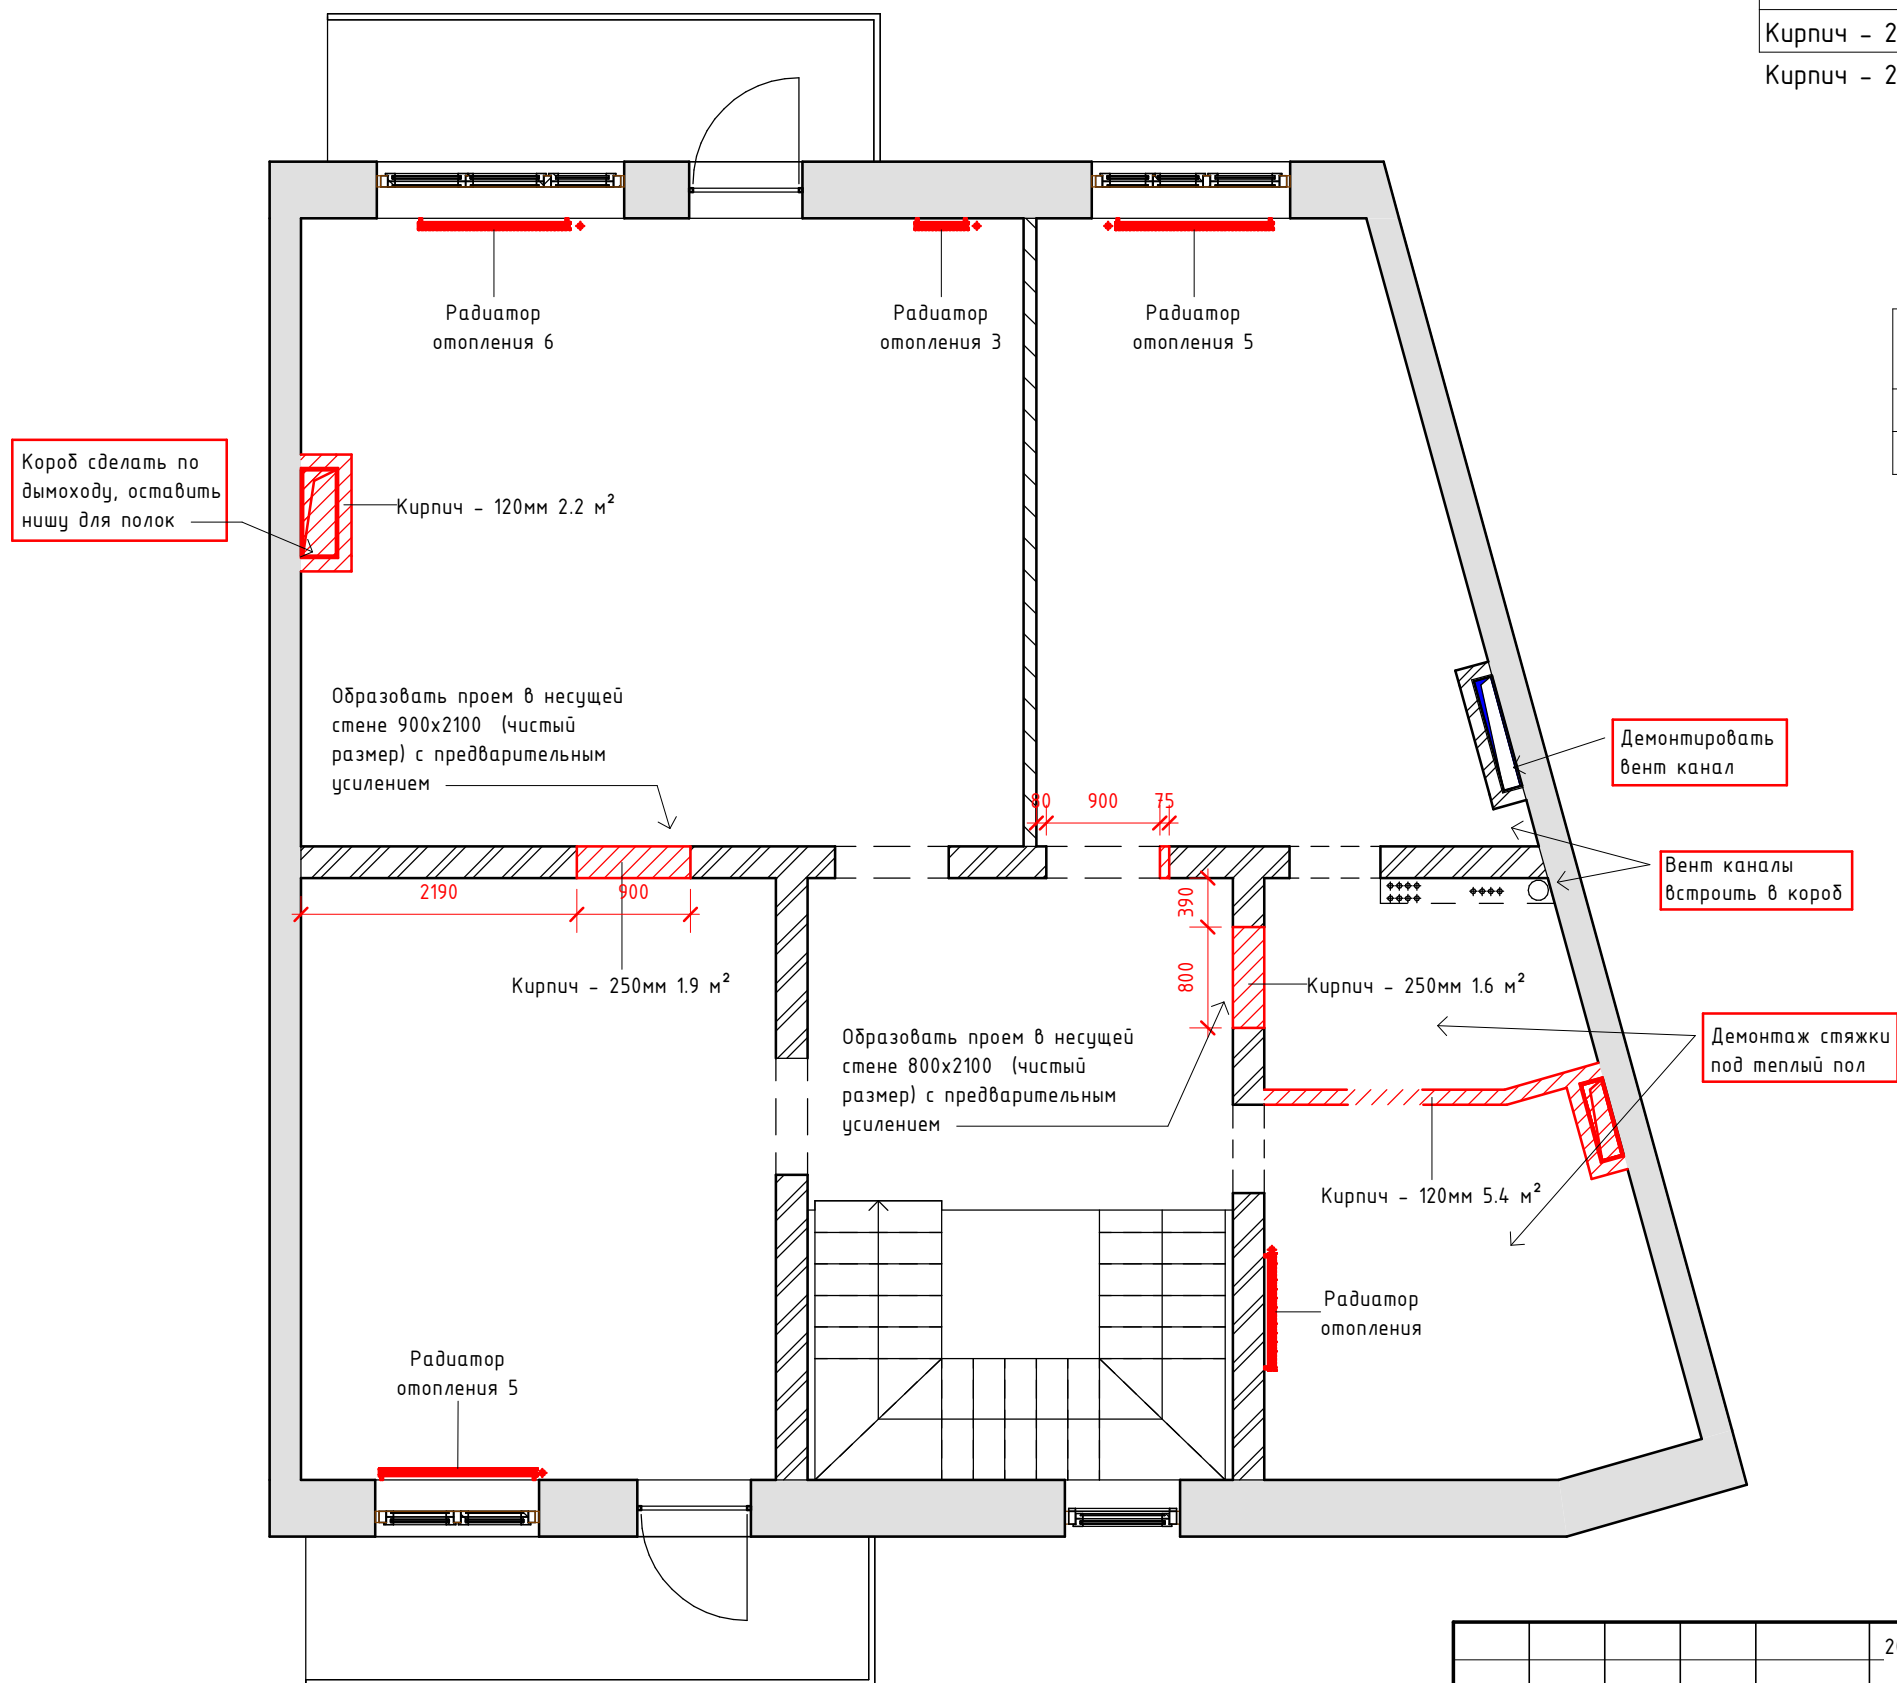 Кирпич - 2
Кирпич - 2
Радиатор
отопления 6
Радиатор
отопления 3
Радиатор
отопления 5
Короб сделать по
дымоходу, оставить
нишу для полок
Кирпич - 120мм 2.2 м²
Образовать проем в несущей
стене 900х2100 (чистый
размер) с предварительным
усилением
Демонтировать
вент канал
80 900 75
Вент каналы
встроить в короб
2190 900
390
800
Кирпич - 250мм 1.9 м²
Кирпич - 250мм 1.6 м²
Образовать проем в несущей
стене 800х2100 (чистый
размер) с предварительным
усилением
Демонтаж стяжки
под теплый пол
Кирпич - 120мм 5.4 м²
Радиатор
отопления
Радиатор
отопления 5